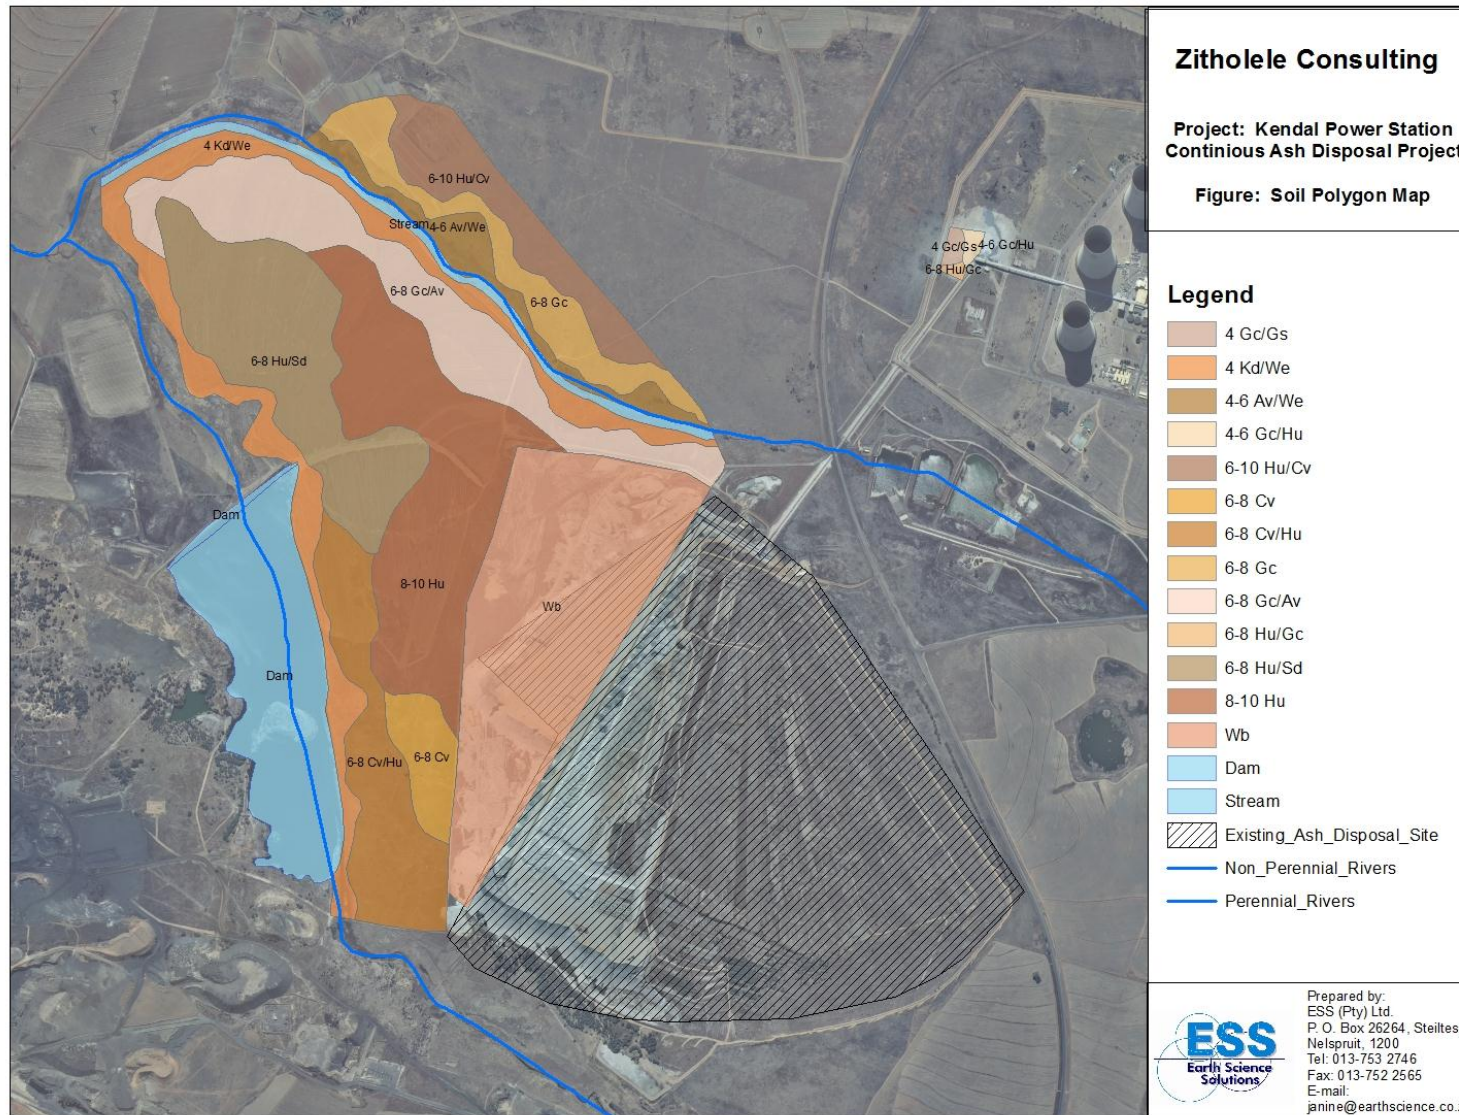 Zitholele Consulting
Project: Kendal Power Station
Continious Ash Disposal Project
Figure: Soil Polygon Map
Legend
4 Gc/Gs
4 Kd/We
4-6 Av/We
4-6 Gc/Hu
6-10 Hu/Cv
6-8 Cv
6-8 Cv/Hu
6-8 Gc
6-8 Gc/Av
6-8 Hu/Gc
6-8 Hu/Sd
8-10 Hu
Wb
Dam
Stream
Existing_Ash_Disposal_Site
Non_Perennial_Rivers
Perennial_Rivers
4 Kd/We
6-10 Hu/Cv
Stream
4-6 Av/We
4 Gc/Gs
4-6 Gc/Hu
6-8 Hu/Gc
6-8 Gc/Av
6-8 Gc
6-8 Hu/Sd
Dam
8-10 Hu
Wb
Dam
6-8 Cv/Hu
6-8 Cv
ESS
Earth Science
Solutions
Prepared by:
ESS (Pty) Ltd.
P. O. Box 26264, Steiltes
Nelspruit, 1200
Tel: 013-753 2746
Fax: 013-752 2565
E-mail:
janine@earthscience.co.